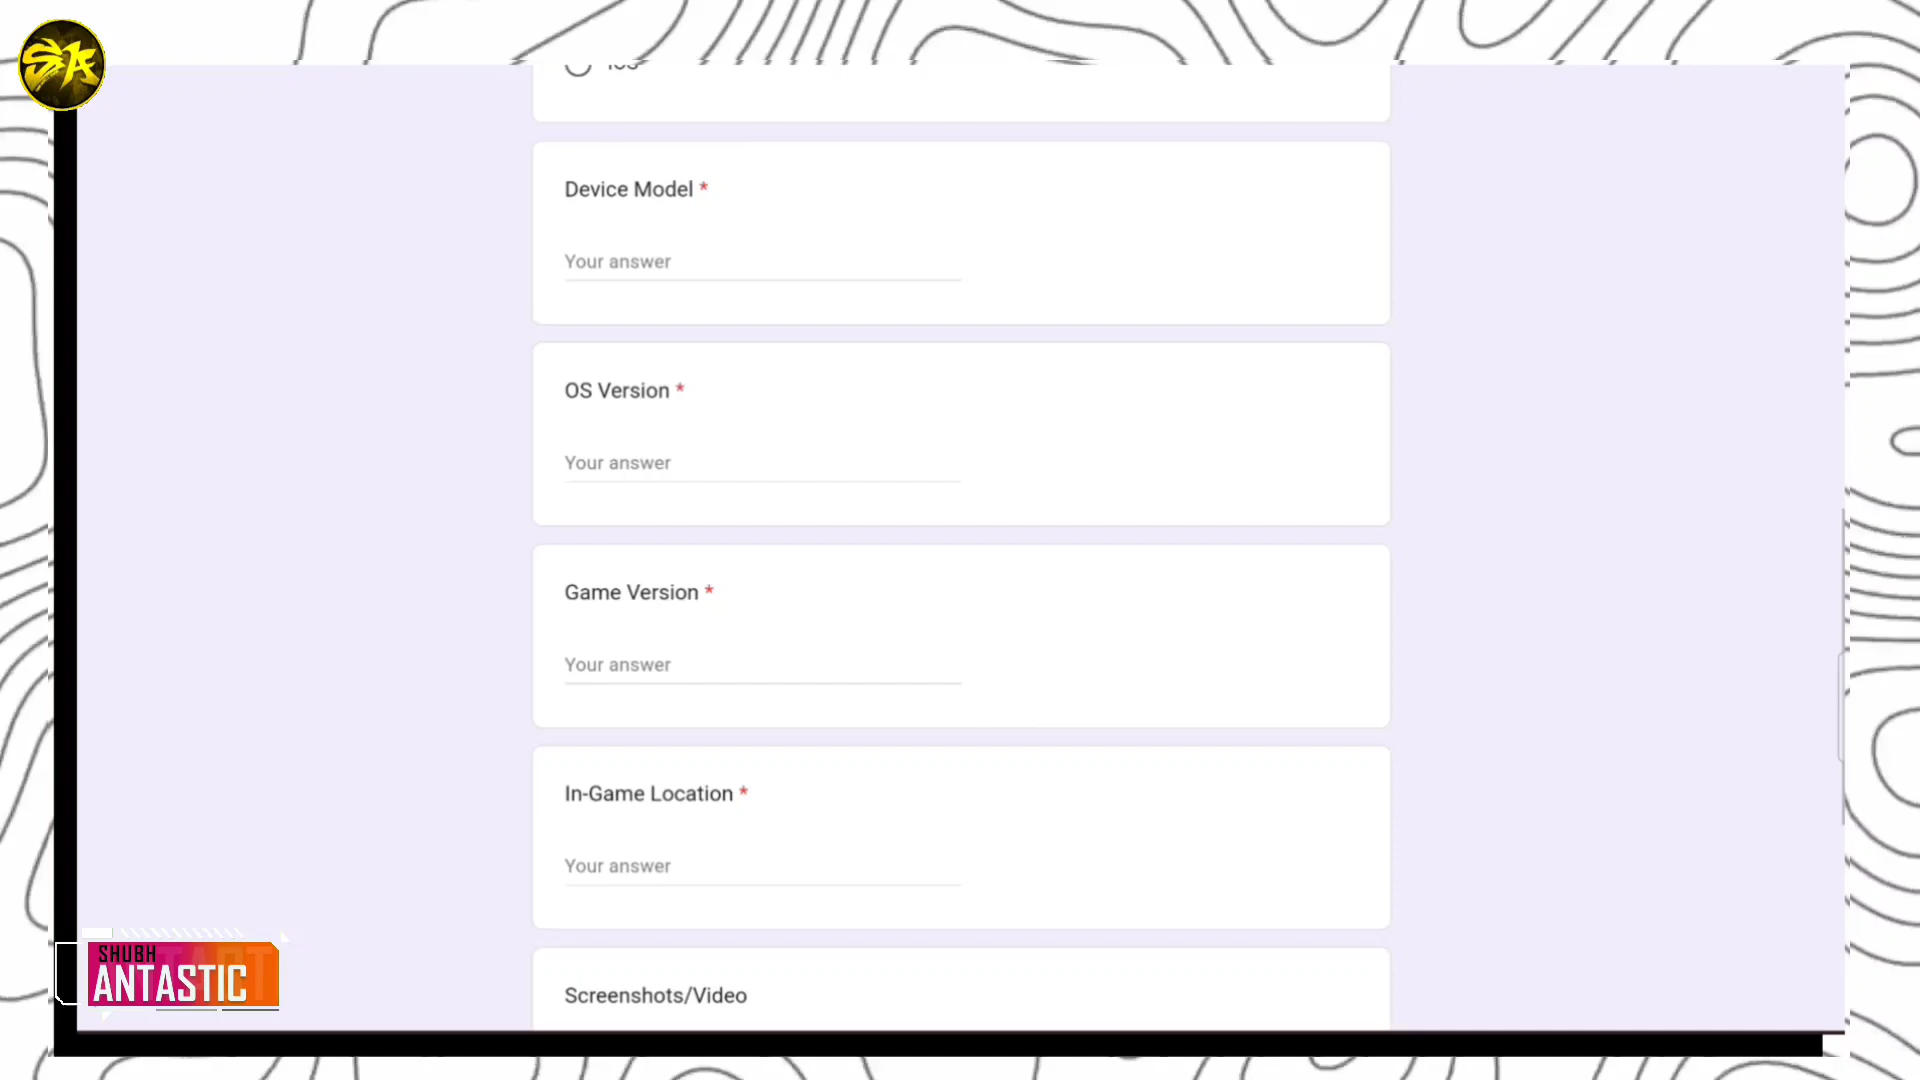 SA
Device Model *
Your answer
OS Version *
Your answer
Game Version *
Your answer
In-Game Location *
Your answer
Screenshots/Video
SHUBH
ANTASTIC